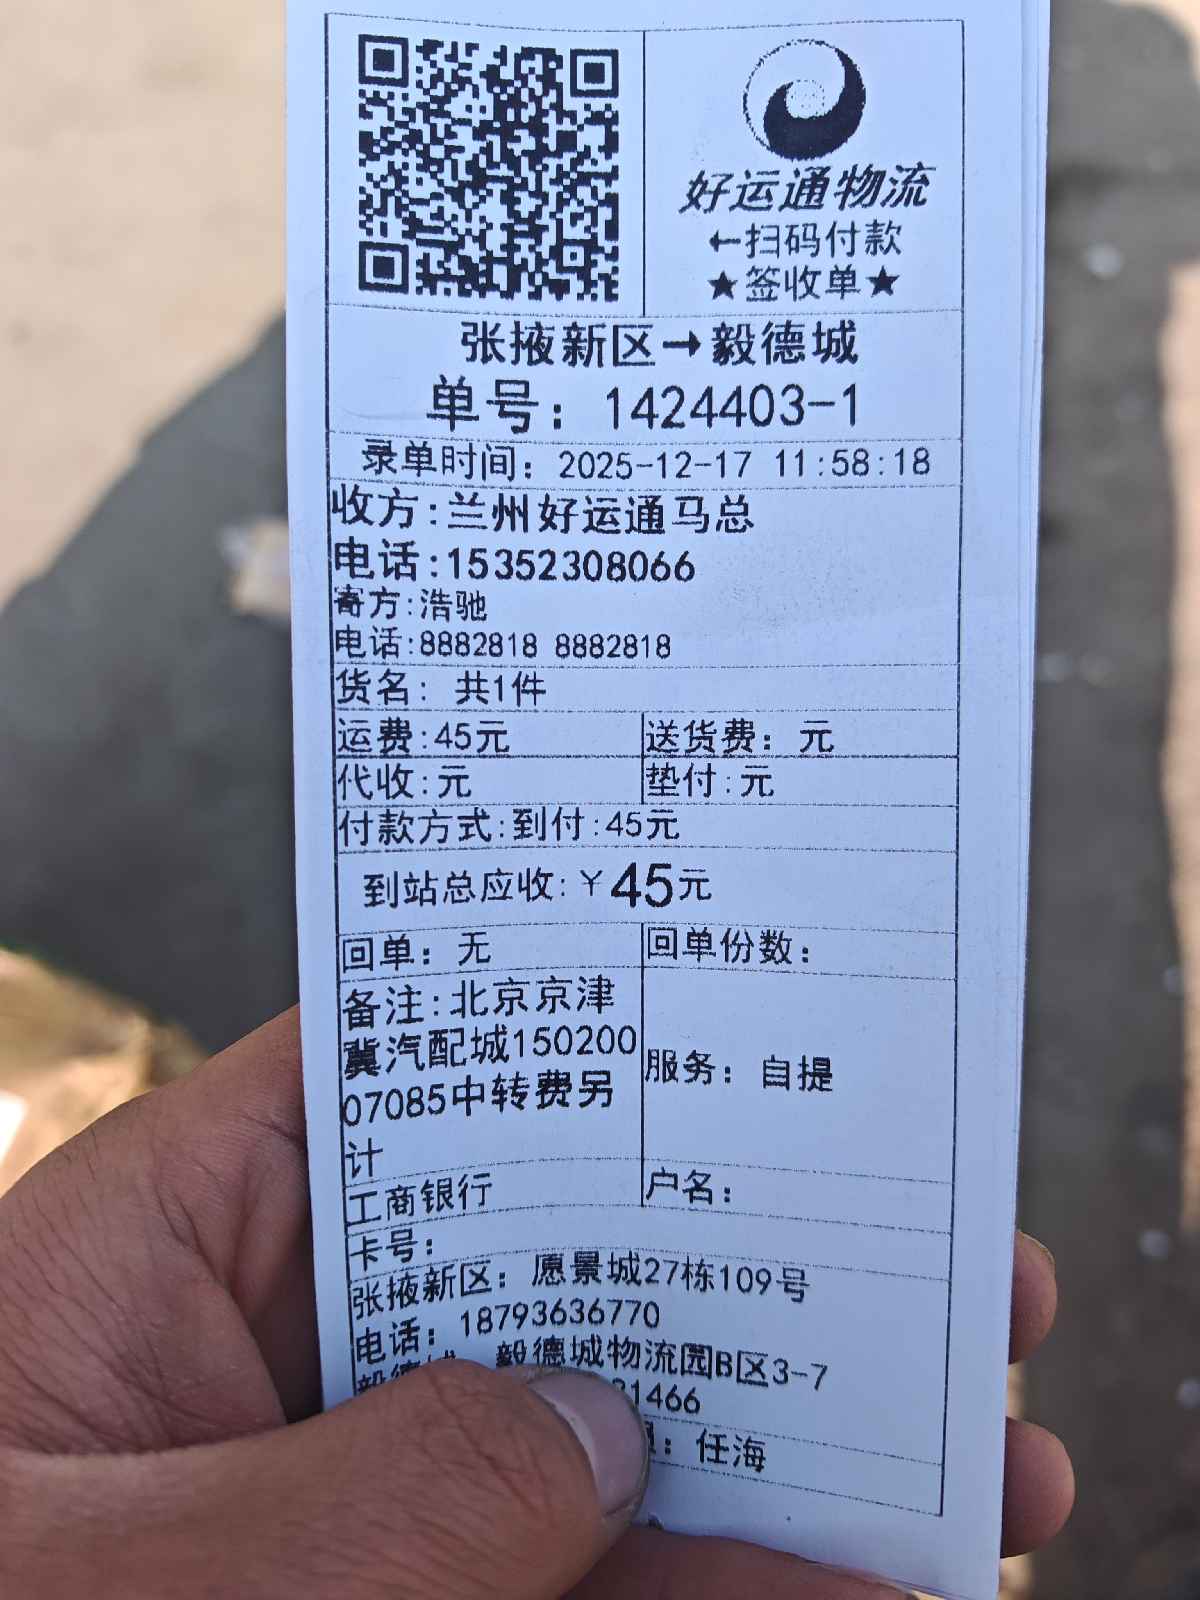 好运通物流
←扫码付款
★签收单★
张掖新区→毅德城
单号：1424403-1
录单时间：2025-12-17 11:58:18
收方:兰州好运通马总
电话:15352308066
寄方:浩驰
电话:8882818 8882818
货名：共1件
运费:45元 送货费：元
代收:元 垫付:元
付款方式:到付:45元
到站总应收:￥45元
回单：无 回单份数：
备注:北京京津
冀汽配城150200
07085中转费另
计
服务：自提
工商银行 户名：
卡号：
张掖新区：愿景城27栋109号
电话：18793636770
毅德城 毅德城物流园B区3-7
31466
：任海